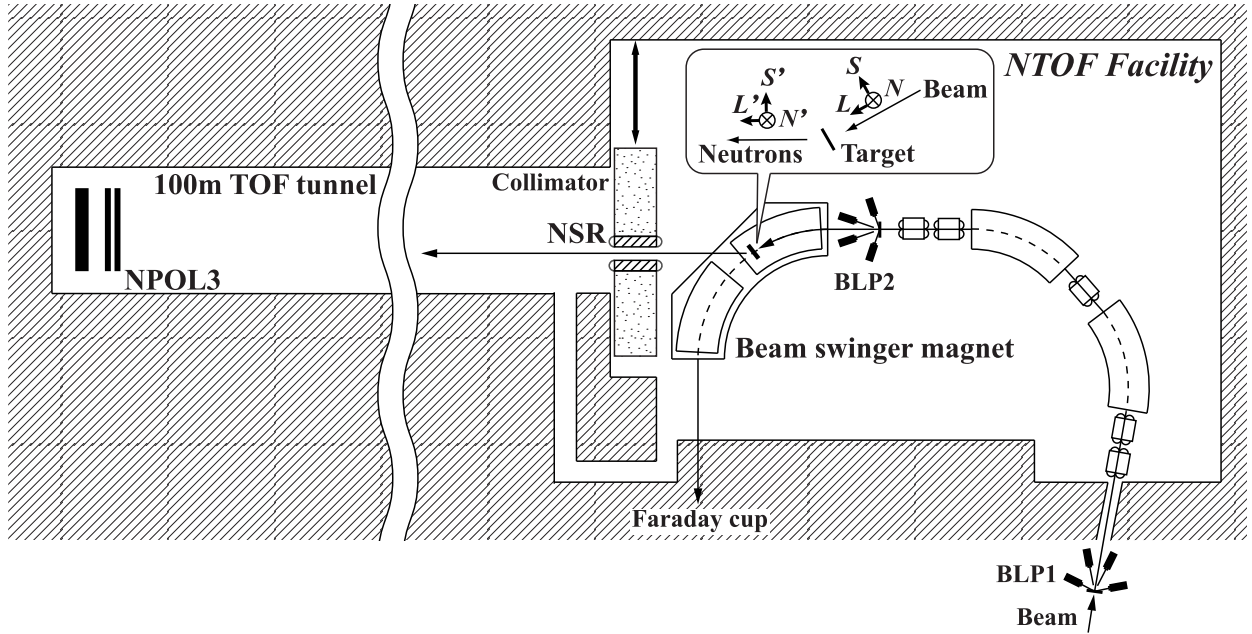 NTOF Facility
S'
L'
N'
S
N
L
Beam
Neutrons
Target
100m TOF tunnel
Collimator
NSR
NPOL3
BLP2
Beam swinger magnet
Faraday cup
BLP1
Beam